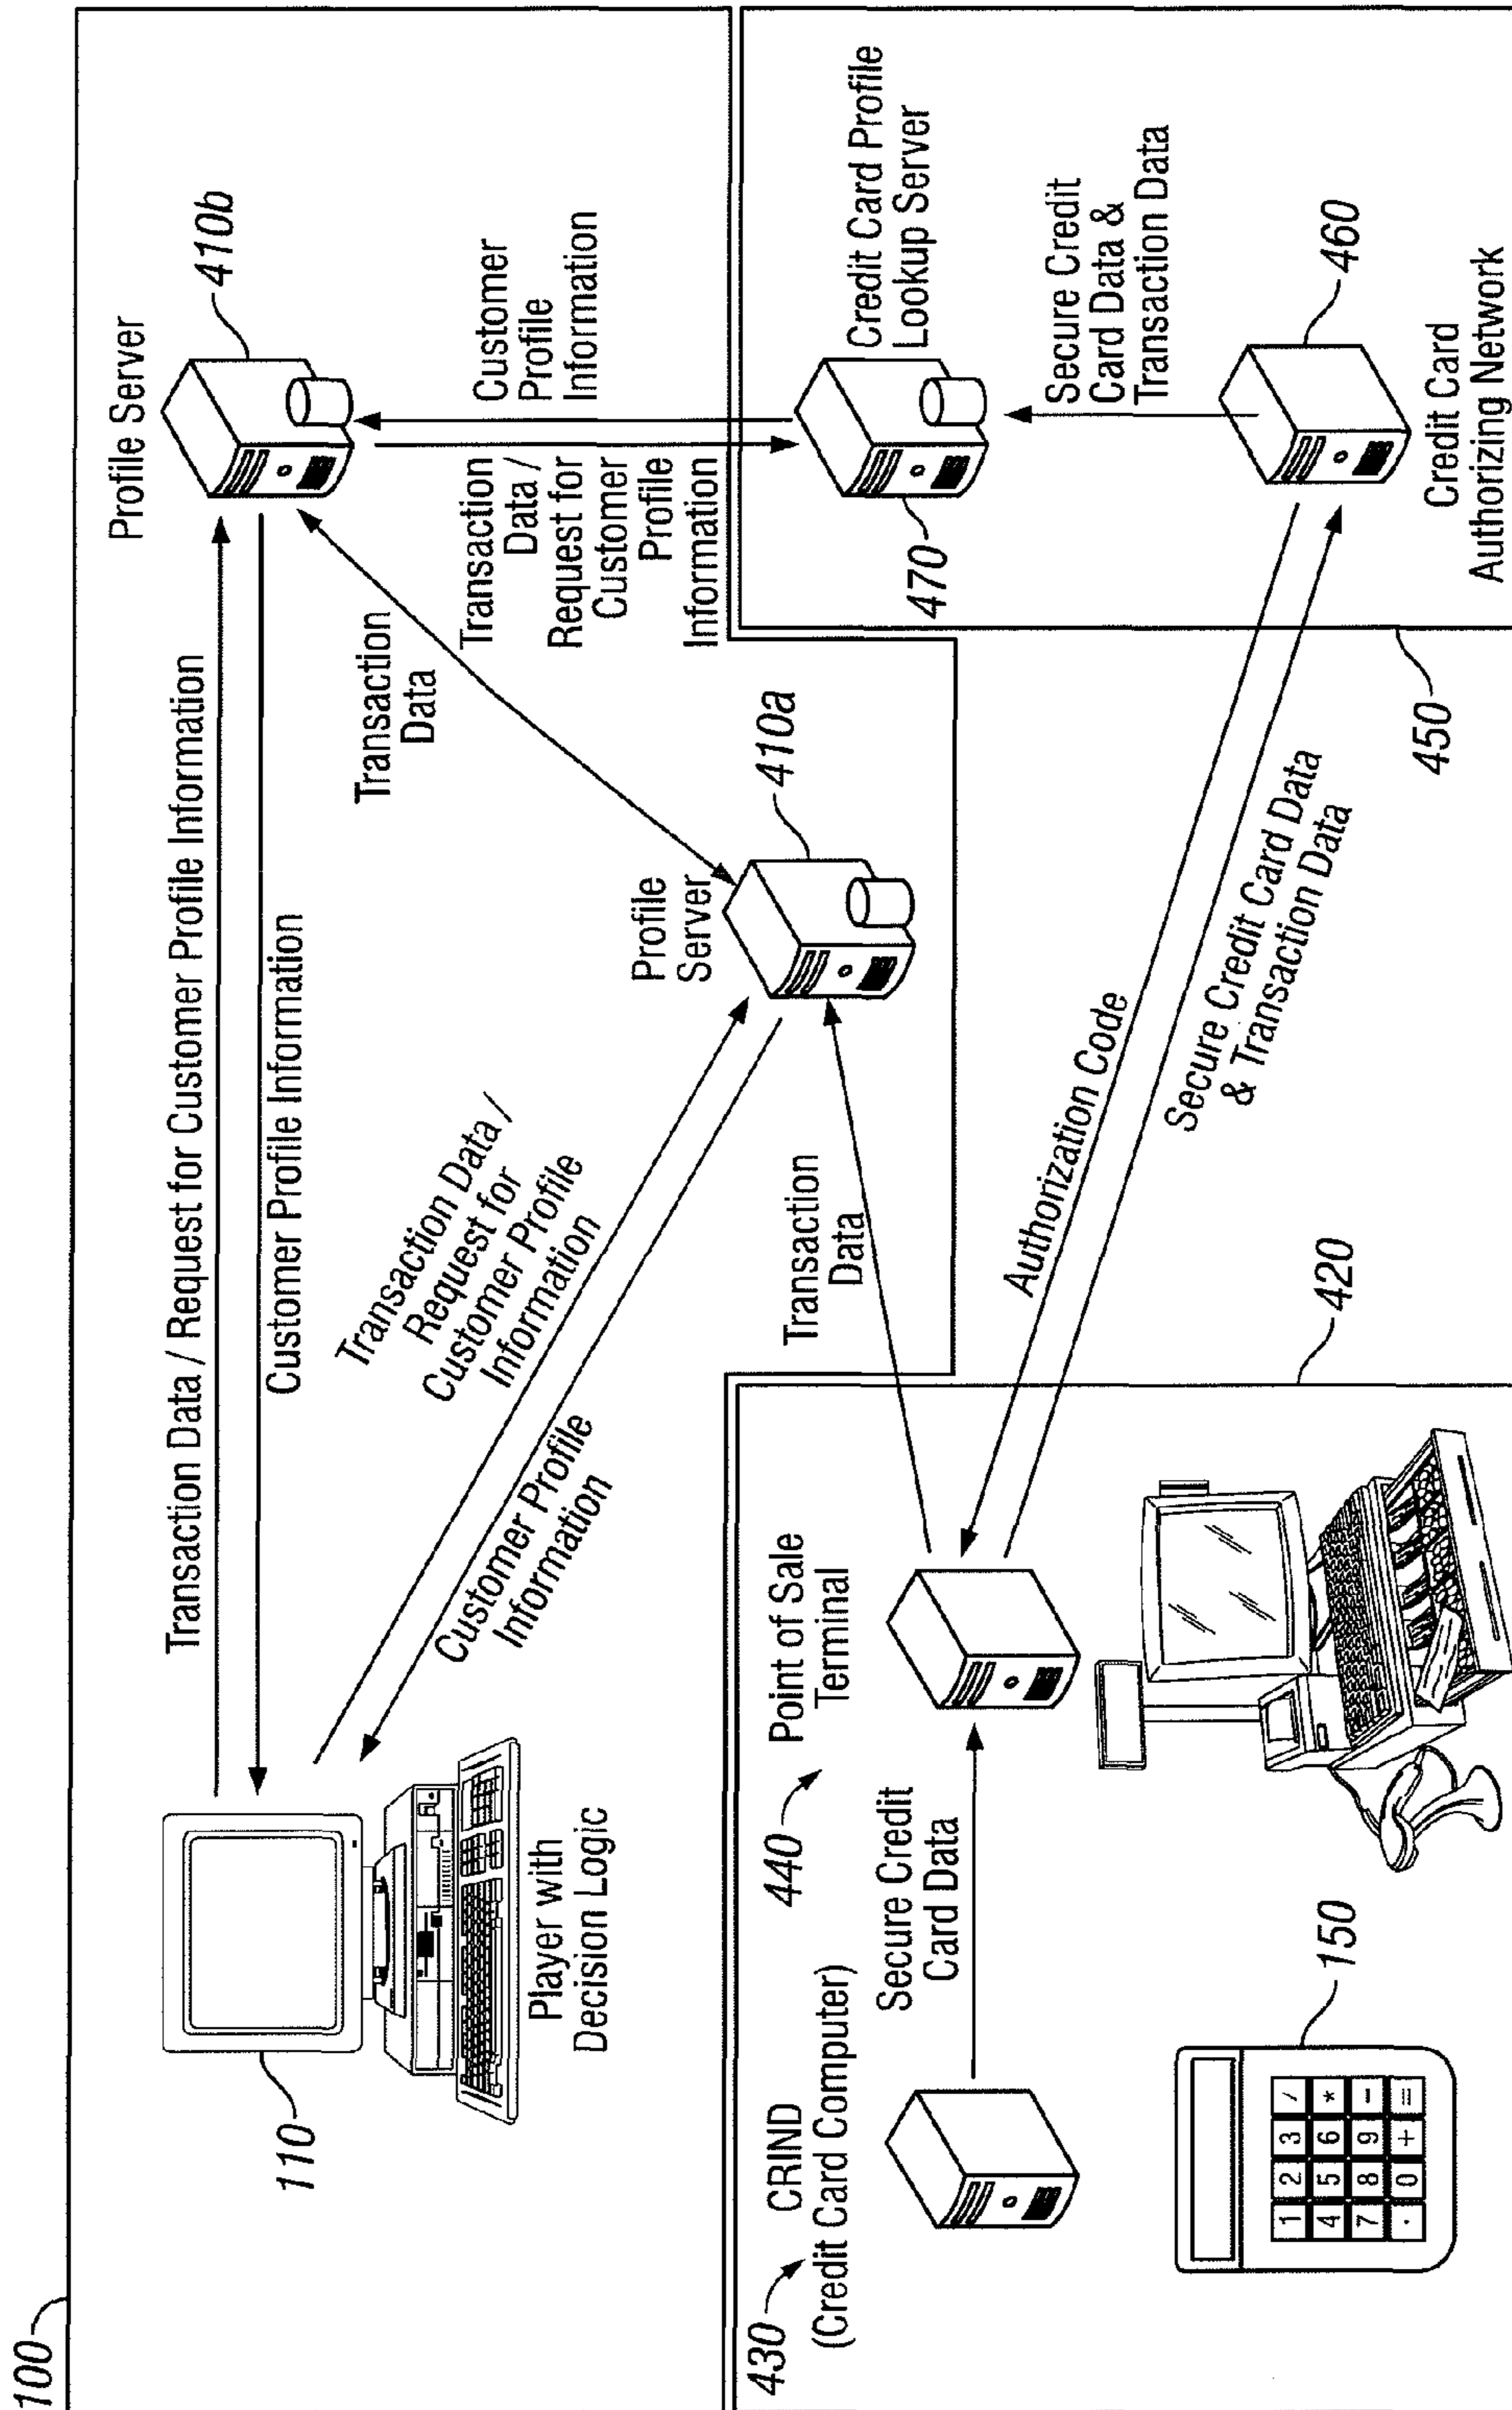 100
110
Player with
Decision Logic
Transaction Data / Request for Customer Profile Information
Customer Profile Information
Profile Server
410b
Transaction Data /
Request for
Customer Profile
Information
Customer Profile
Information
Transaction
Data
Profile
Server
410a
Customer
Profile
Information
Transaction
Data /
Request for
Customer
Profile
Information
430
CRIND
(Credit Card Computer)
Secure Credit
Card Data
440
Point of Sale
Terminal
Transaction
Data
Authorization Code
Secure Credit Card Data
& Transaction Data
150
1 2 3 /
4 5 6 *
7 8 9 -
. 0 + =
420
450
470
Credit Card Profile
Lookup Server
Secure Credit
Card Data &
Transaction Data
460
Credit Card
Authorizing Network